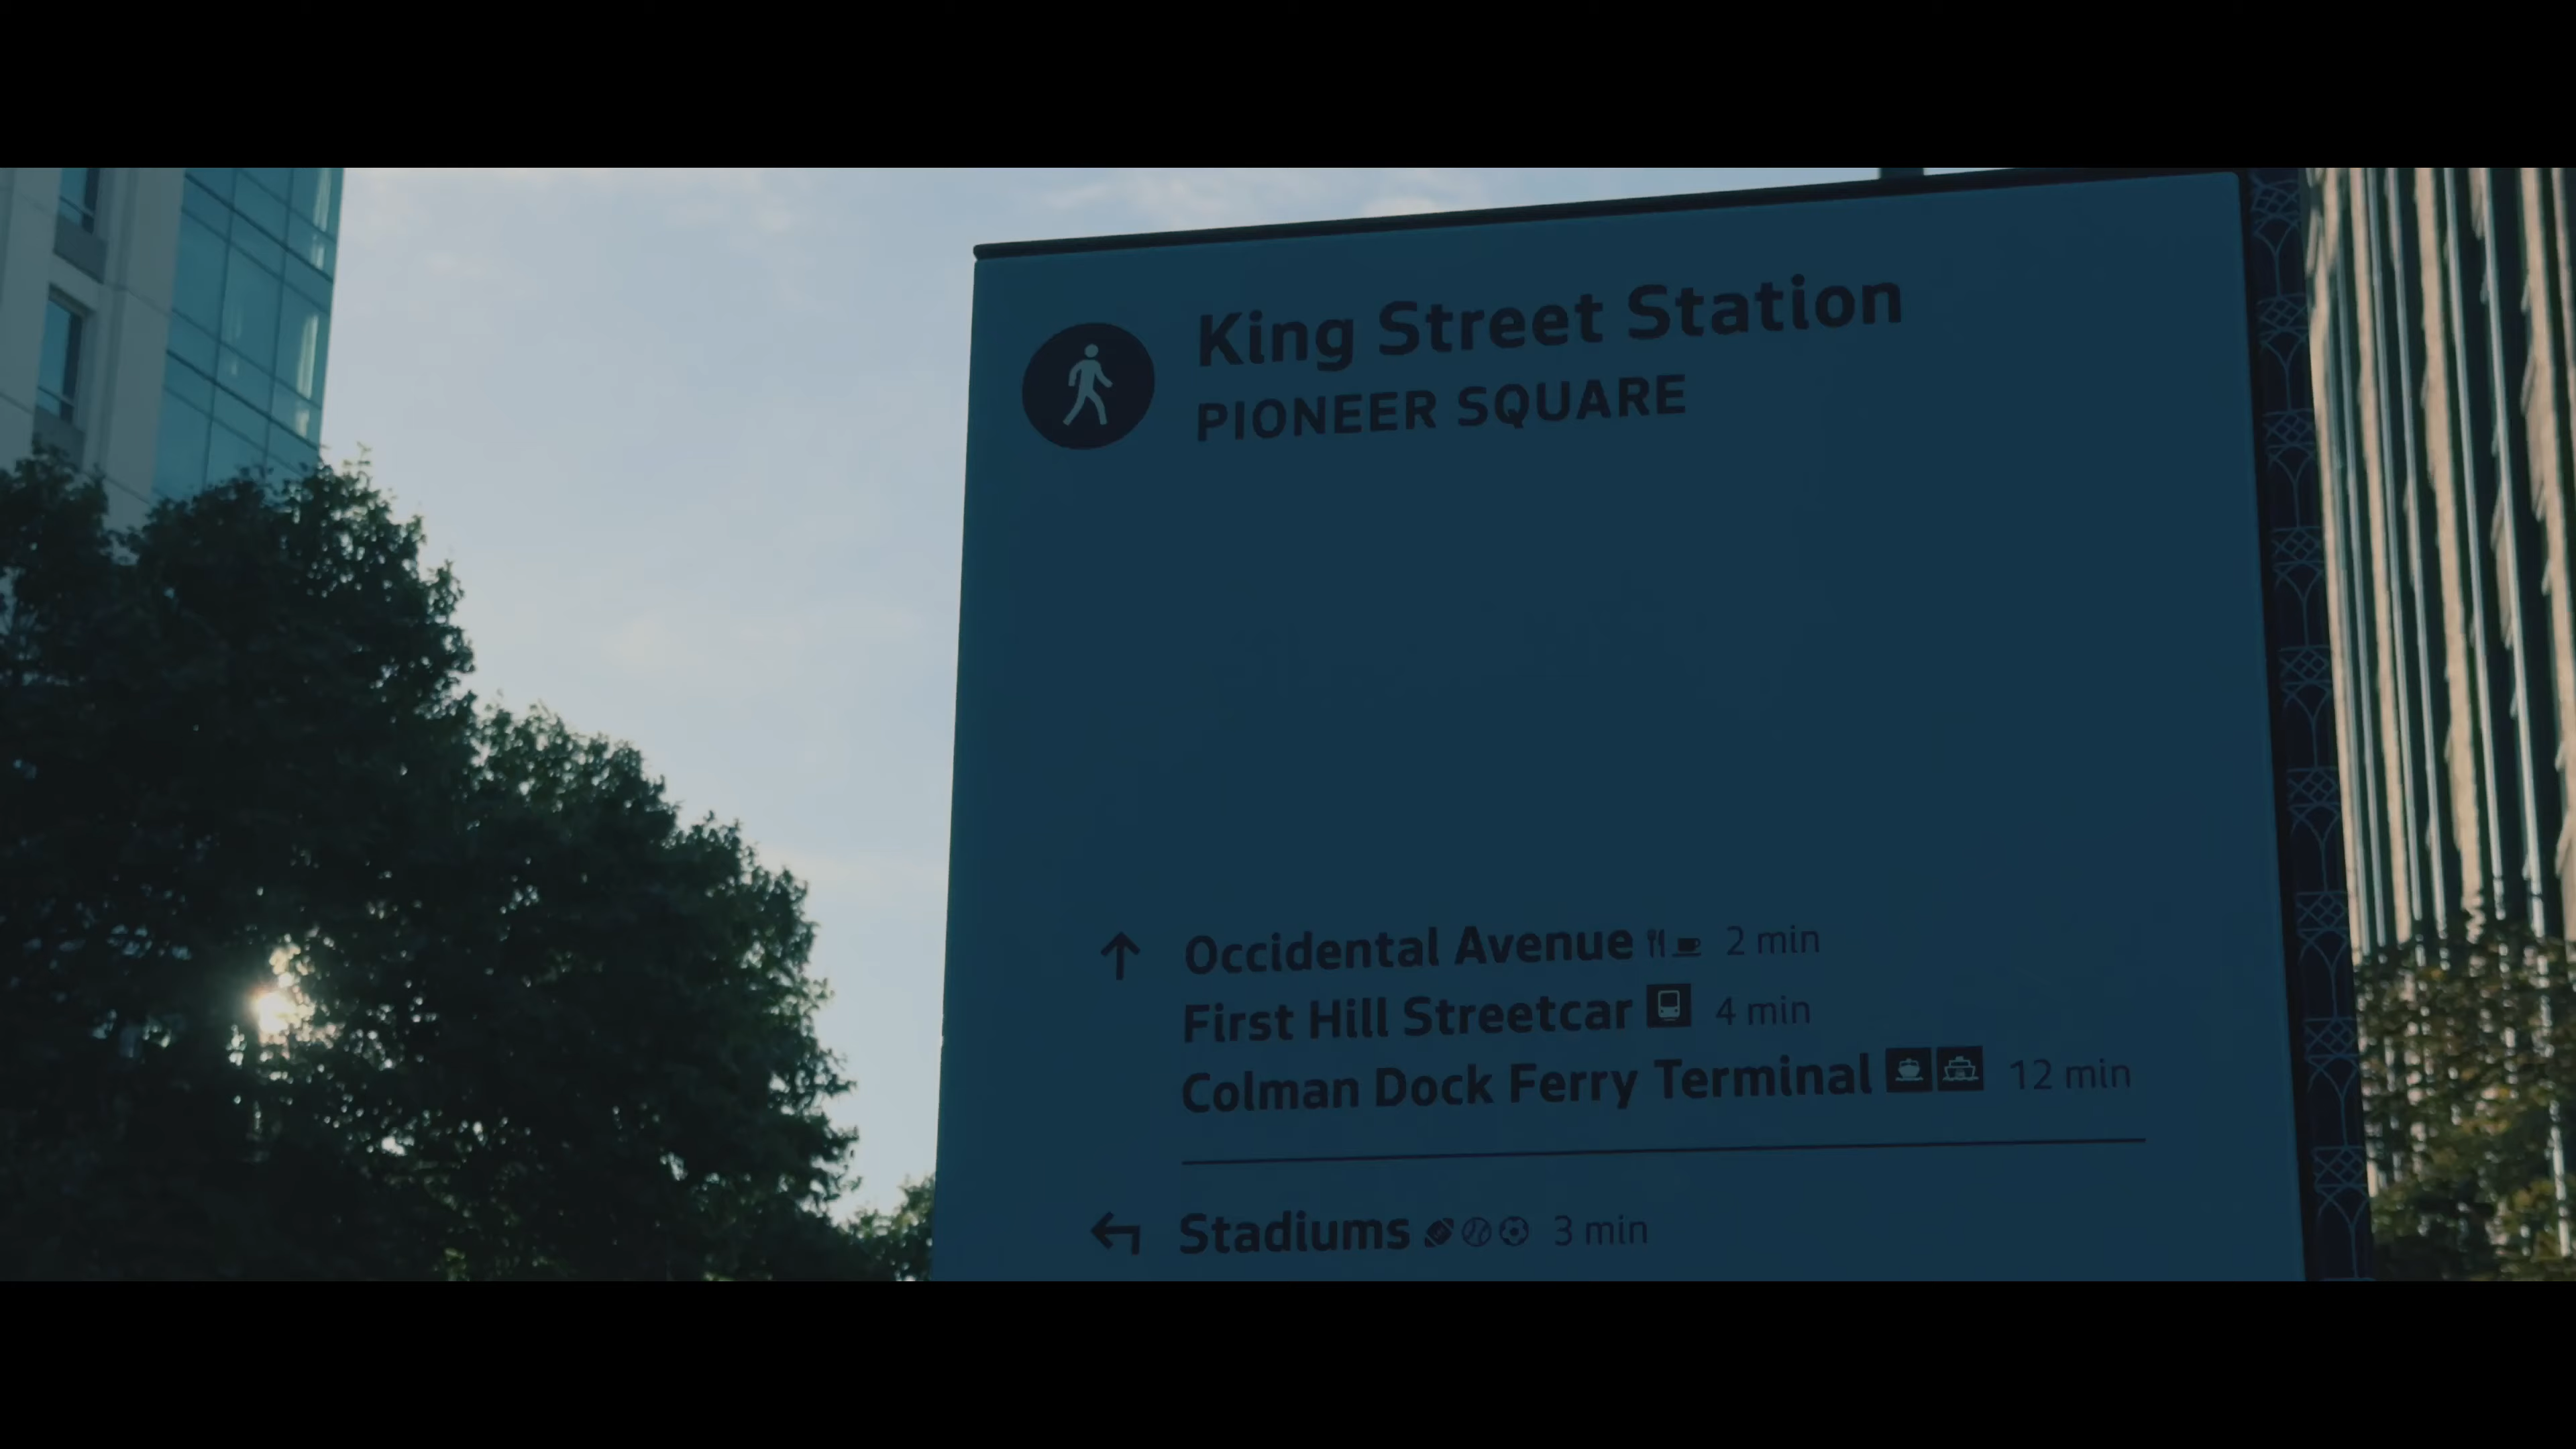 King Street Station
PIONEER SQUARE
Occidental Avenue 2 min
First Hill Streetcar 4 min
Colman Dock Ferry Terminal 12 min
Stadiums 3 min